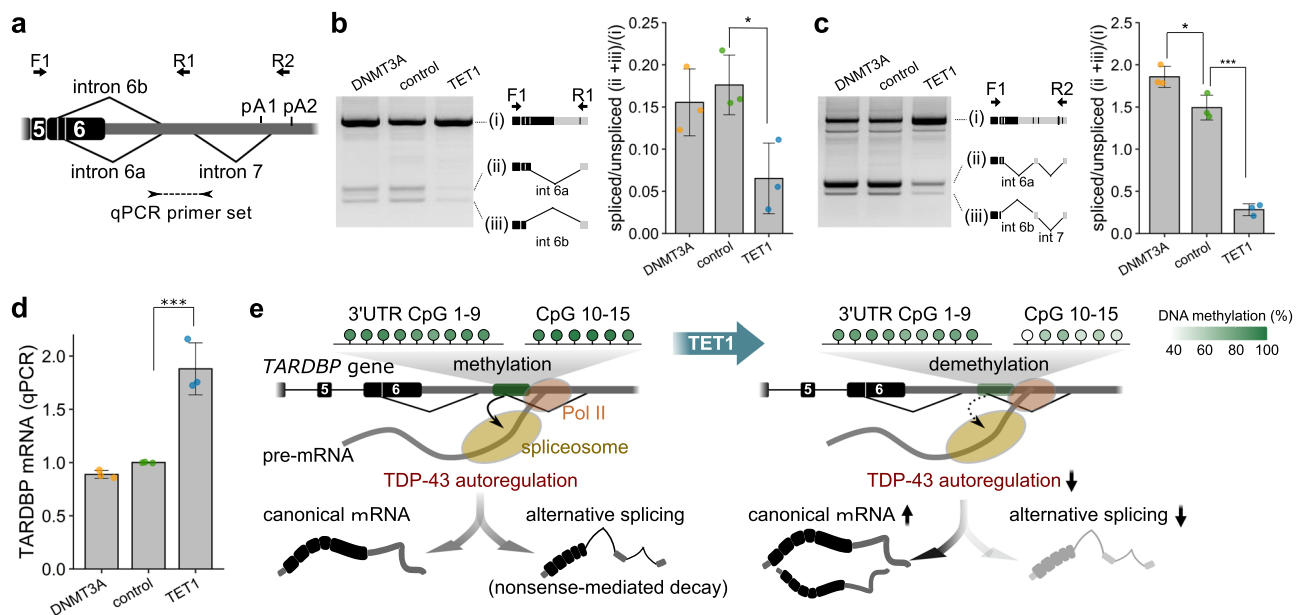 a
F1
R1
R2
intron 6b
pA1
pA2
5
6
intron 6a
intron 7
qPCR primer set
b
DNMT3A
control
TET1
F1
R1
(i)
(ii)
int 6a
(iii)
int 6b
spliced/unspliced (ii +iii)/(i)
0.25
0.20
0.15
0.10
0.05
0.00
*
DNMT3A
control
TET1
c
DNMT3A
control
TET1
F1
R2
(i)
(ii)
int 6a
(iii)
int 6b
int 7
spliced/unspliced (ii +iii)/(i)
2.5
2.0
1.5
1.0
0.5
0.0
*
***
DNMT3A
control
TET1
d
TARDBP mRNA (qPCR)
2.0
1.5
1.0
0.5
0.0
***
DNMT3A
control
TET1
e
3'UTR CpG 1-9
CpG 10-15
methylation
TARDBP gene
5
6
Pol II
spliceosome
pre-mRNA
TDP-43 autoregulation
canonical mRNA
alternative splicing
(nonsense-mediated decay)
TET1
3'UTR CpG 1-9
CpG 10-15
DNA methylation (%)
40 60 80 100
demethylation
5
6
TDP-43 autoregulation
canonical mRNA
alternative splicing